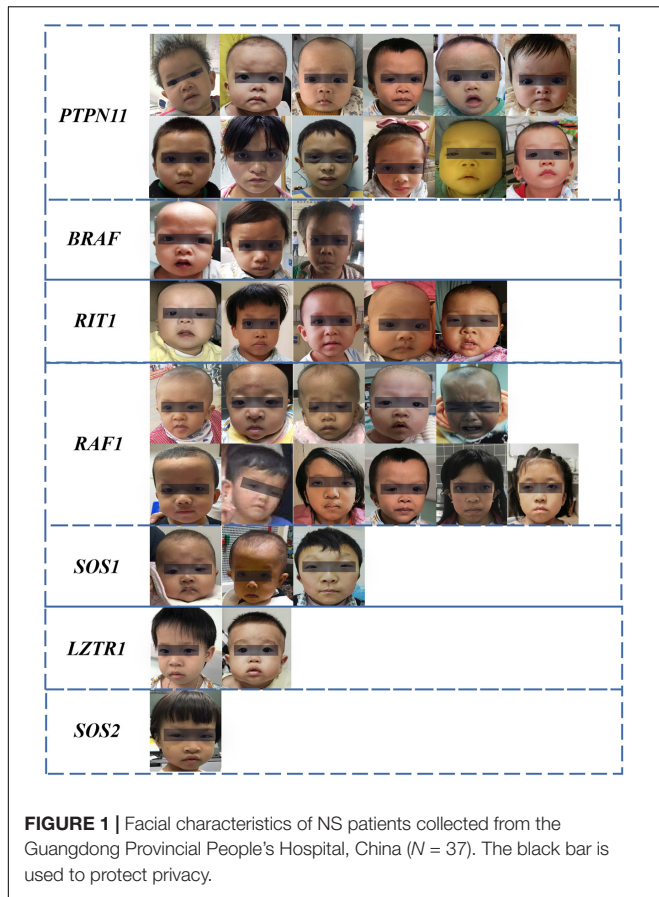 PTPN11
BRAF
RIT1
RAF1
SOS1
LZTR1
SOS2
FIGURE 1 | Facial characteristics of NS patients collected from the
Guangdong Provincial People's Hospital, China (N = 37). The black bar is
used to protect privacy.